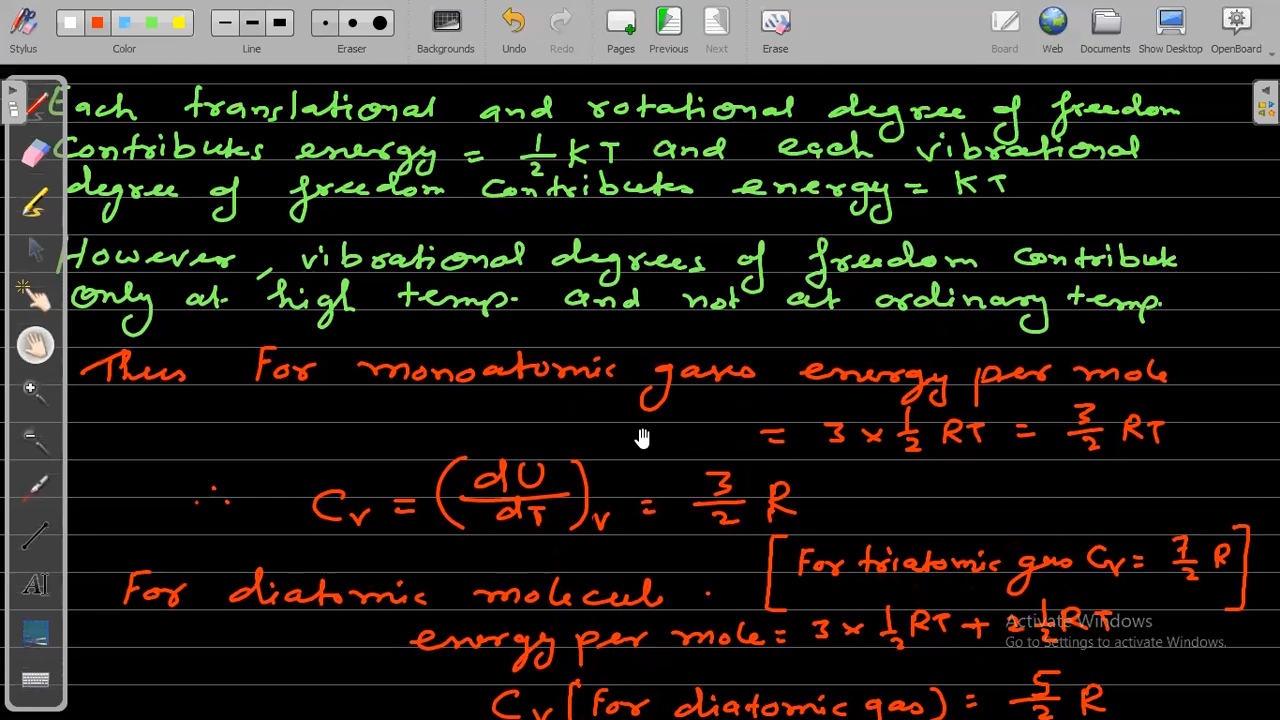 Stylus Color Line Eraser Backgrounds Undo Redo Pages Previous Next Erase Board Web Documents Show Desktop OpenBoard
Each translational and rotational degree of freedom
Contributes energy = 1/2 KT and each vibrational
degree of freedom contributes energy = KT
However, vibrational degrees of freedom contribut
only at high temp. and not at ordinary temp.
Thus For monoatomic gases energy per mole
= 3 × 1/2 RT = 3/2 RT
∴ Cv = (dU/dT)v = 3/2 R
[For triatomic gas Cv = 7/2 R]
For diatomic molecul .
energy per mole = 3 × 1/2 RT + 2 1/2 RT
Activate Windows
Go to Settings to activate Windows.
Cv (For diatomic gas) = 5/2 R
AI